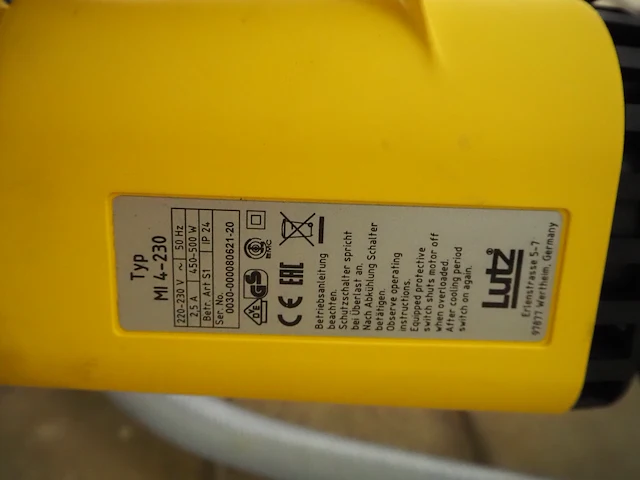 Typ
MI 4-230
220-230 V ~ 50 Hz
2,5 A 450-500 W
Betr. Art S1 IP 24
Ser. No.
0030-000080621-20
GS
EMC
CE EAC
Betriebsanleitung
beachten.
Schutzschalter spricht
bei Überlast an.
Nach Abkühlung Schalter
betätigen.
Observe operating
instructions.
Equipped protective
switch shuts motor off
when overloaded.
After cooling period
switch on again.
Lutz®
Erlenstrasse 5-7
97877 Wertheim, Germany